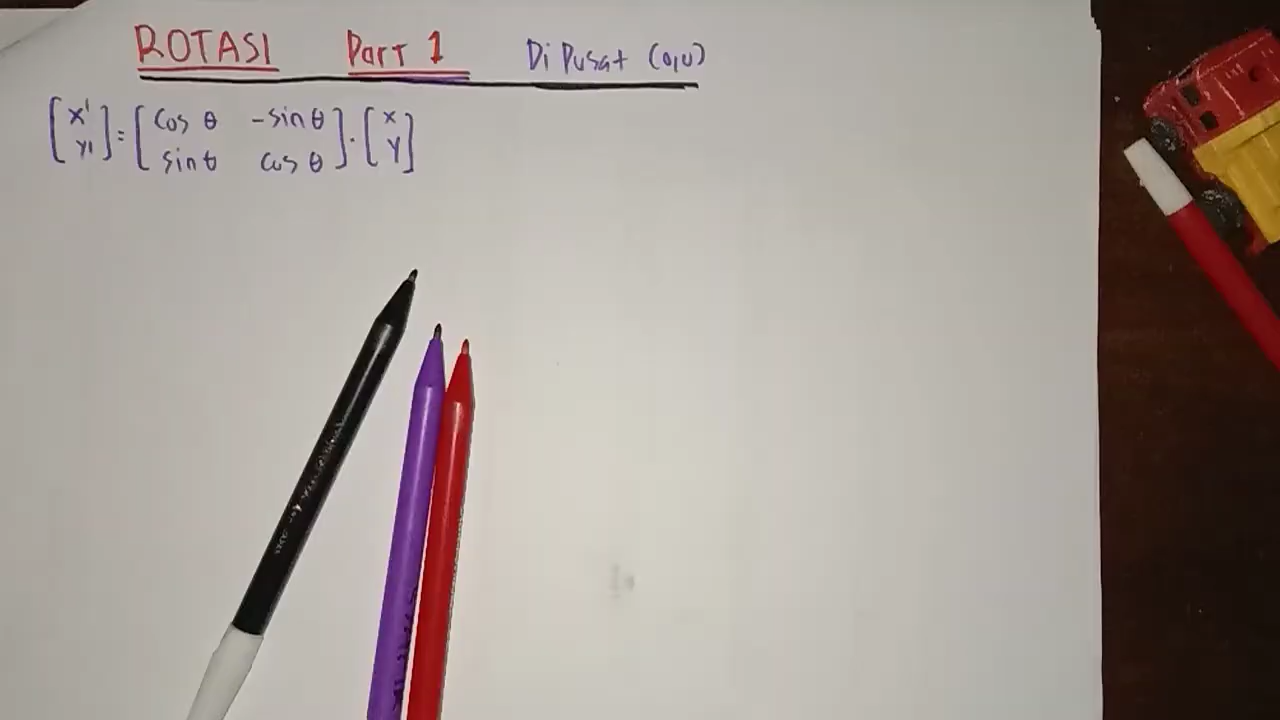 ROTASI Part 1 Di Pusat (0,0)
[x' y'] = [cos θ -sin θ sin θ cos θ] . [x y]